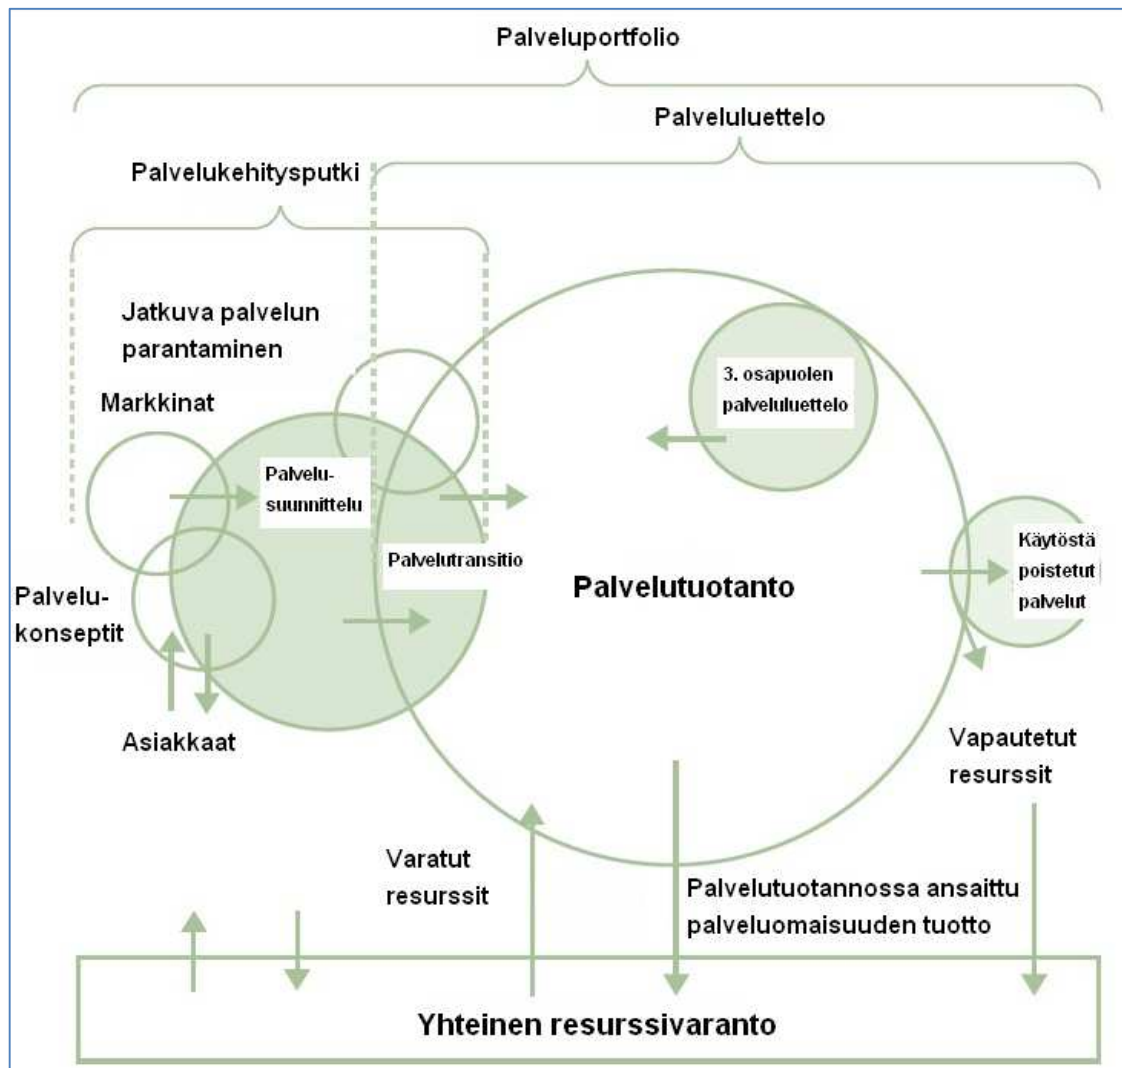 Palveluportfolio
Palveluluettelo
Palvelukehitysputki
Jatkuva palvelun
parantaminen
Markkinat
3. osapuolen
palveluluettelo
Palvelu-
suunnittelu
Palvelutransitio
Palvelutuotanto
Käytöstä
poistetut
palvelut
Palvelu-
konseptit
Asiakkaat
Vapautetut
resurssit
Varatut
resurssit
Palvelutuotannossa ansaittu
palveluomaisuuden tuotto
Yhteinen resurssivaranto